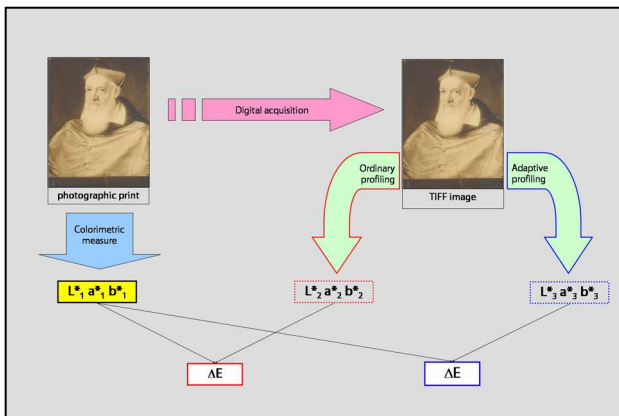 Digital acquisition
photographic print
TIFF image
Ordinary
profiling
Adaptive
profiling
Colorimetric
measure
L*1 a*1 b*1
L*2 a*2 b*2
L*3 a*3 b*3
ΔE
ΔE